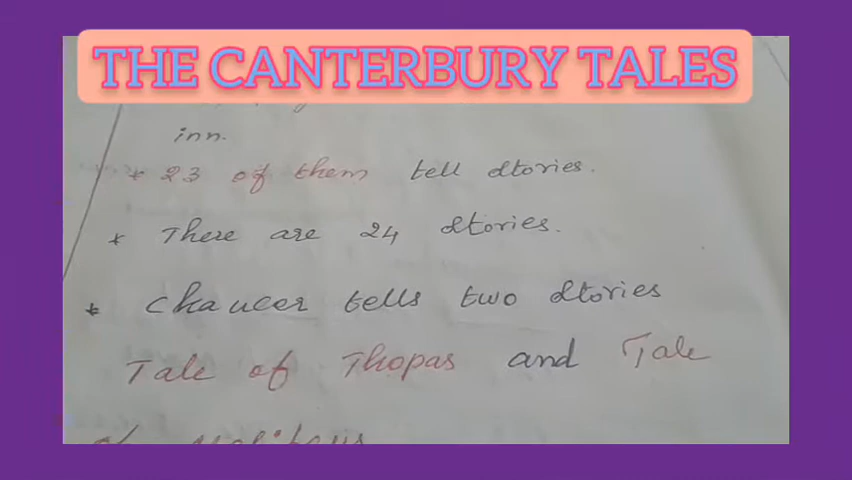 THE CANTERBURY TALES
inn.
* 23 of them tell stories.
* There are 24 stories.
* Chaucer tells two stories
Tale of Thopas and Tale
of